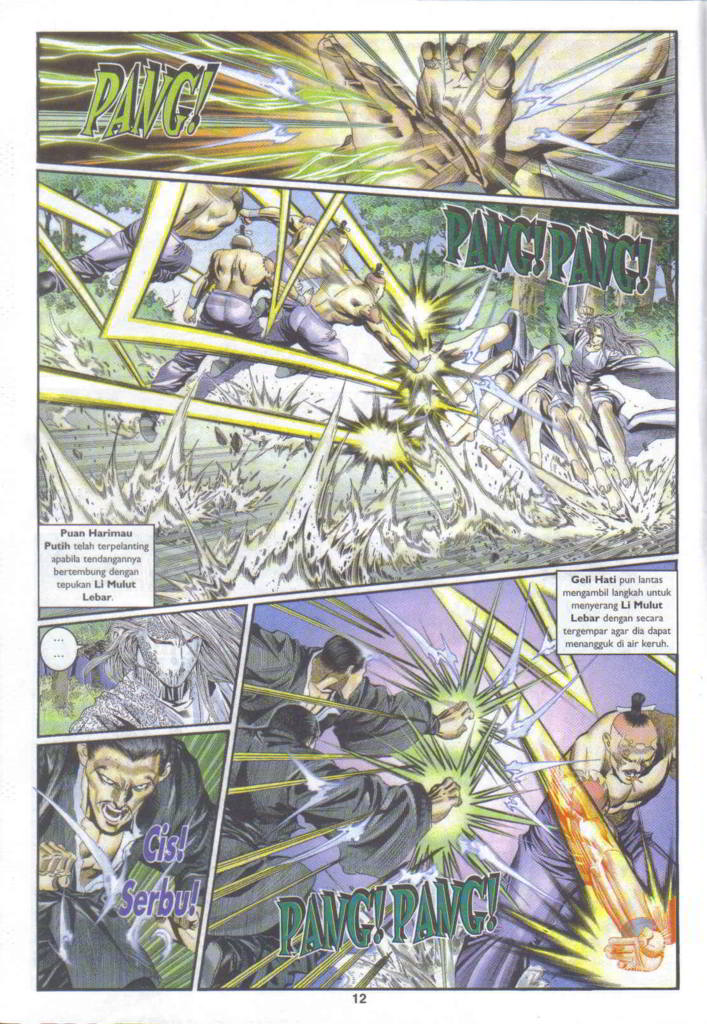 PANG!
PANG! PANG!
Puan Harimau
Putih telah terpelanting
apabila tendangannya
bertembung dengan
tepukan Li Mulut
Lebar.
Geli Hati pun lantas
mengambil langkah untuk
menyerang Li Mulut
Lebar dengan secara
tergempar agar dia dapat
menangguk di air keruh.
...
...
Cis!
Serbu!
PANG! PANG!
12